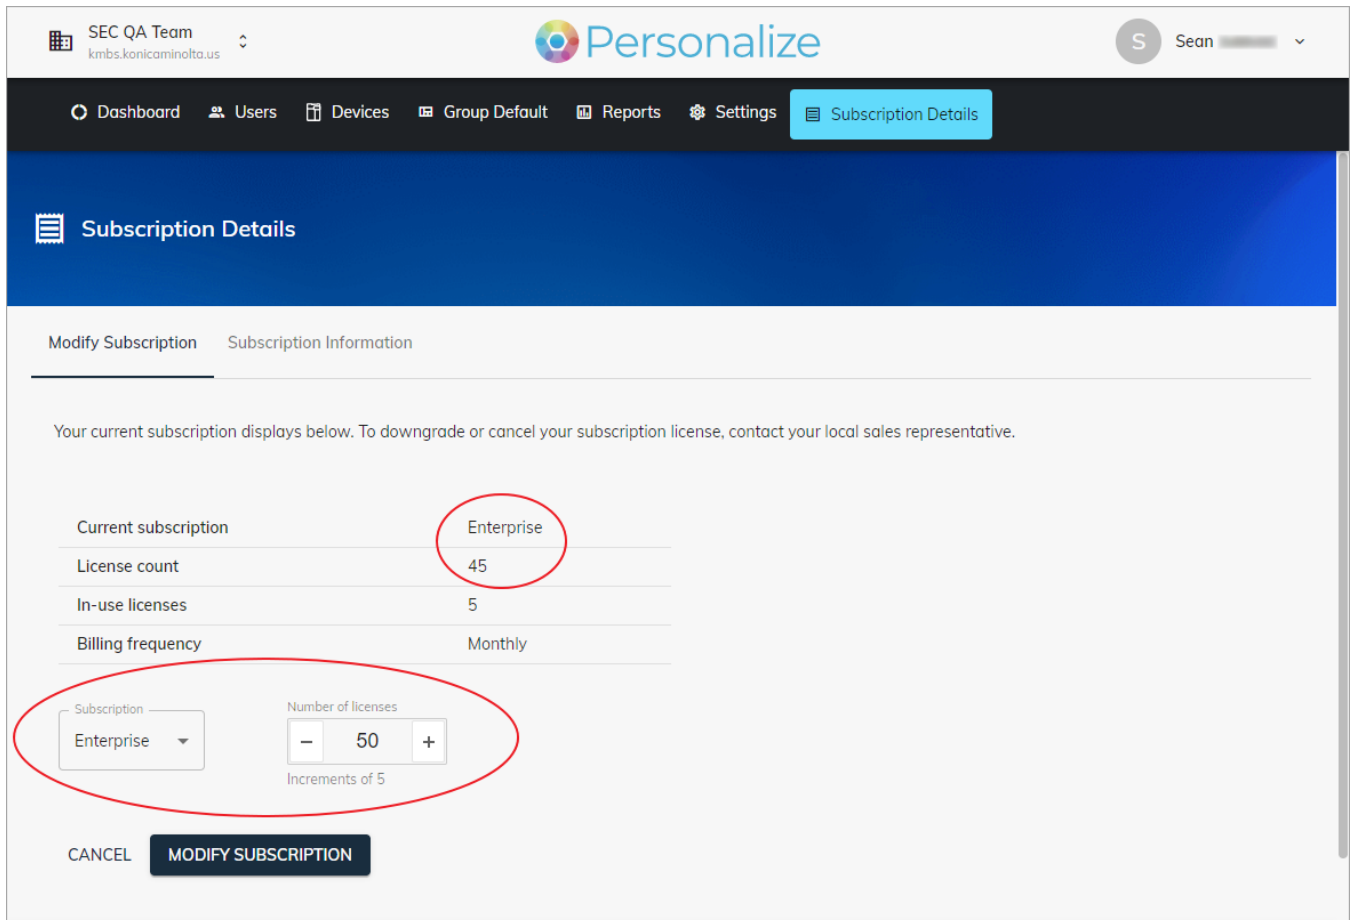 SEC QA Team
kmbs.konicaminolta.us
Personalize
S
Sean
Dashboard
Users
Devices
Group Default
Reports
Settings
Subscription Details
Subscription Details
Modify Subscription
Subscription Information
Your current subscription displays below. To downgrade or cancel your subscription license, contact your local sales representative.
Current subscription Enterprise
License count 45
In-use licenses 5
Billing frequency Monthly
Subscription
Enterprise
Number of licenses
− 50 +
Increments of 5
CANCEL
MODIFY SUBSCRIPTION